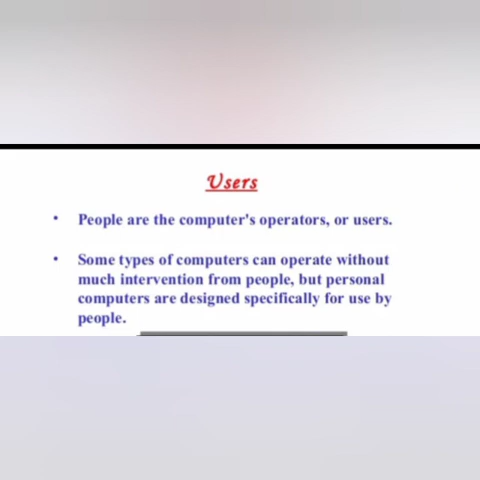 Users
• People are the computer's operators, or users.
• Some types of computers can operate without
much intervention from people, but personal
computers are designed specifically for use by
people.